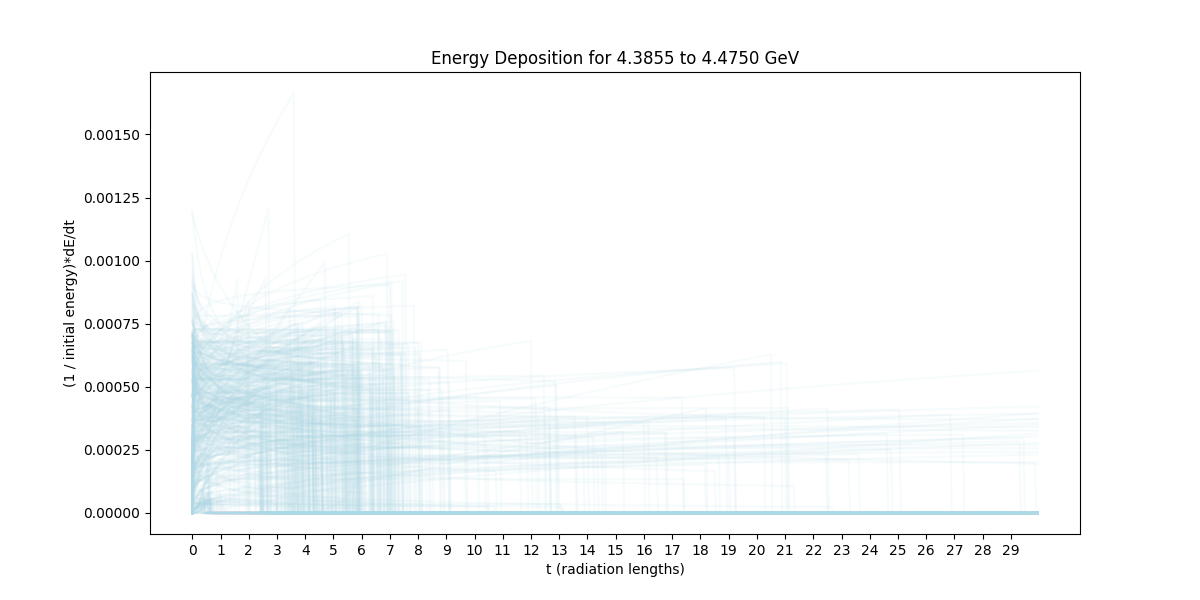 Energy Deposition for 4.3855 to 4.4750 GeV
(1 / initial energy)*dE/dt
0.00150
0.00125
0.00100
0.00075
0.00050
0.00025
0.00000
0 1 2 3 4 5 6 7 8 9 10 11 12 13 14 15 16 17 18 19 20 21 22 23 24 25 26 27 28 29
t (radiation lengths)